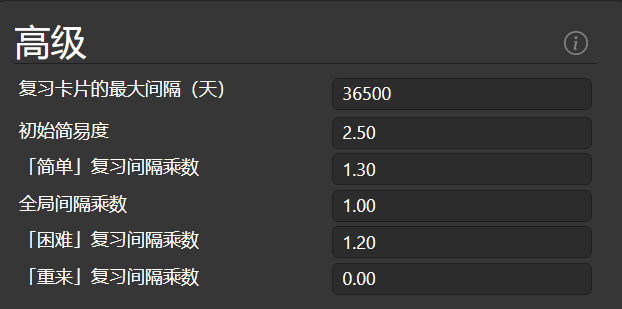 高级
复习卡片的最大间隔（天） 36500
初始简易度 2.50
「简单」复习间隔乘数 1.30
全局间隔乘数 1.00
「困难」复习间隔乘数 1.20
「重来」复习间隔乘数 0.00